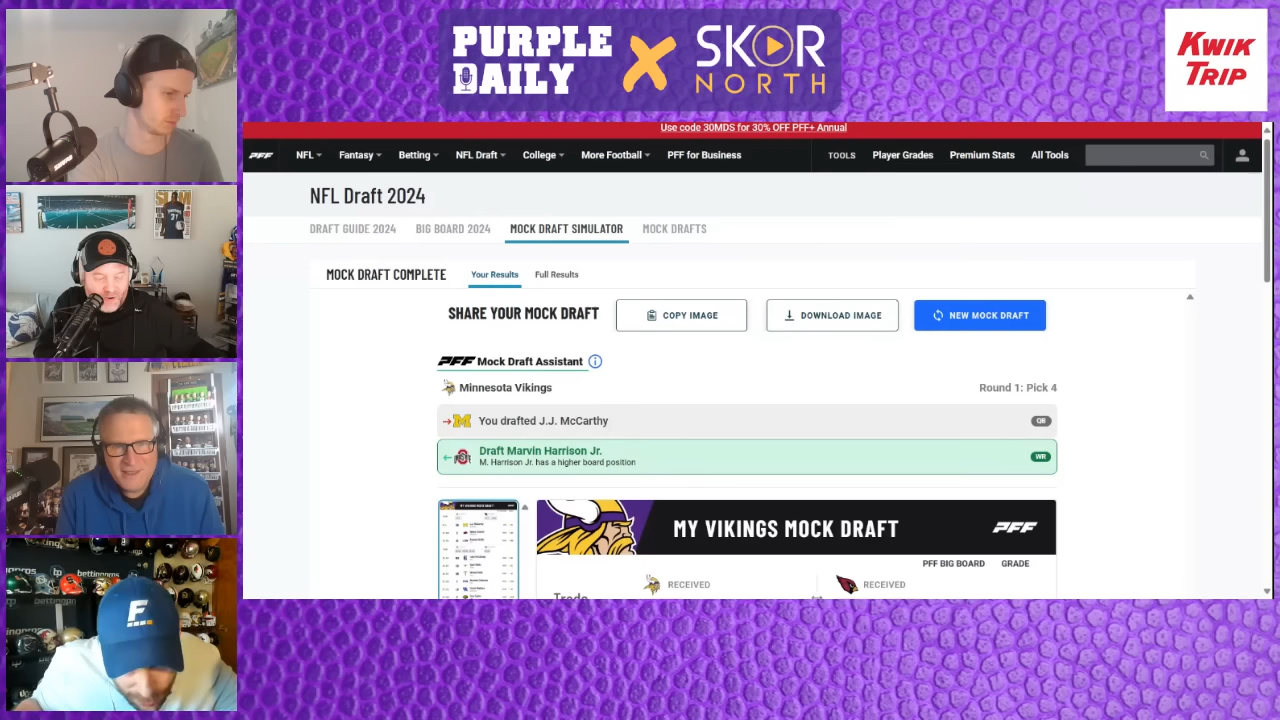 PURPLE DAILY
SKOR NORTH
KWIK TRIP
Use code 30MDS for 30% OFF PFF+ Annual
PFF NFL Fantasy Betting NFL Draft College More Football PFF for Business TOOLS Player Grades Premium Stats All Tools
NFL Draft 2024
DRAFT GUIDE 2024 BIG BOARD 2024 MOCK DRAFT SIMULATOR MOCK DRAFTS
MOCK DRAFT COMPLETE Your Results Full Results
SHARE YOUR MOCK DRAFT COPY IMAGE DOWNLOAD IMAGE NEW MOCK DRAFT
PFF Mock Draft Assistant
Minnesota Vikings Round 1: Pick 4
You drafted J.J. McCarthy QB
Draft Marvin Harrison Jr.
M. Harrison Jr. has a higher board position WR
MY VIKINGS MOCK DRAFT PFF
PFF BIG BOARD GRADE
RECEIVED RECEIVED
Trade
SLAM
bp bettingpros
bettingpros